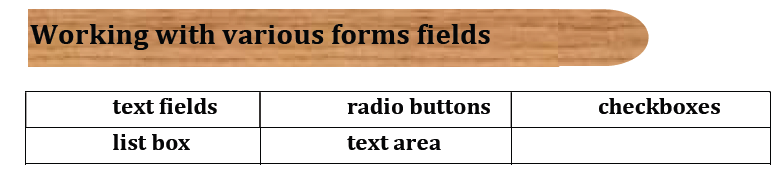 Working with various forms fields
text fields radio buttons checkboxes
list box text area